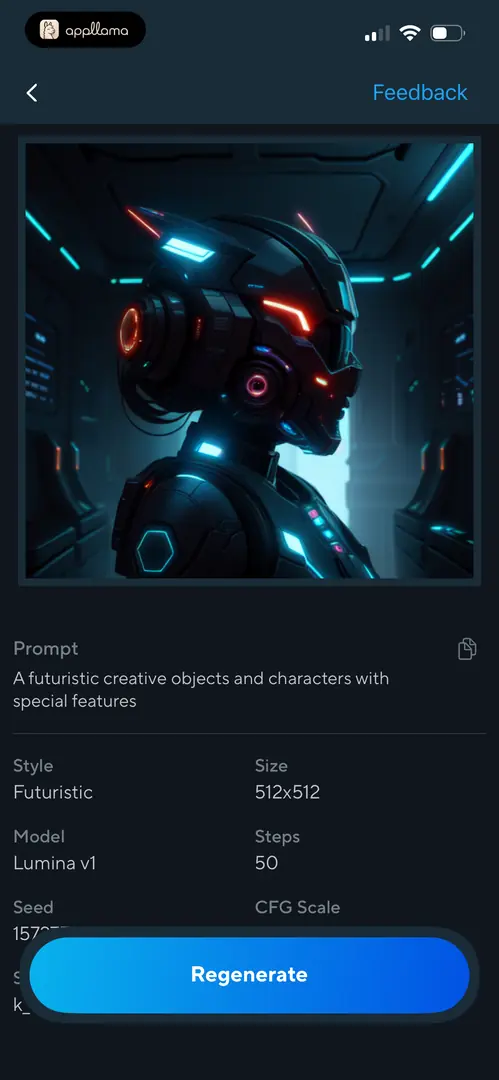 appllama
Feedback
Prompt
A futuristic creative objects and characters with
special features
Style
Size
Futuristic
512x512
Model
Steps
Lumina v1
50
Seed
CFG Scale
Regenerate
k_